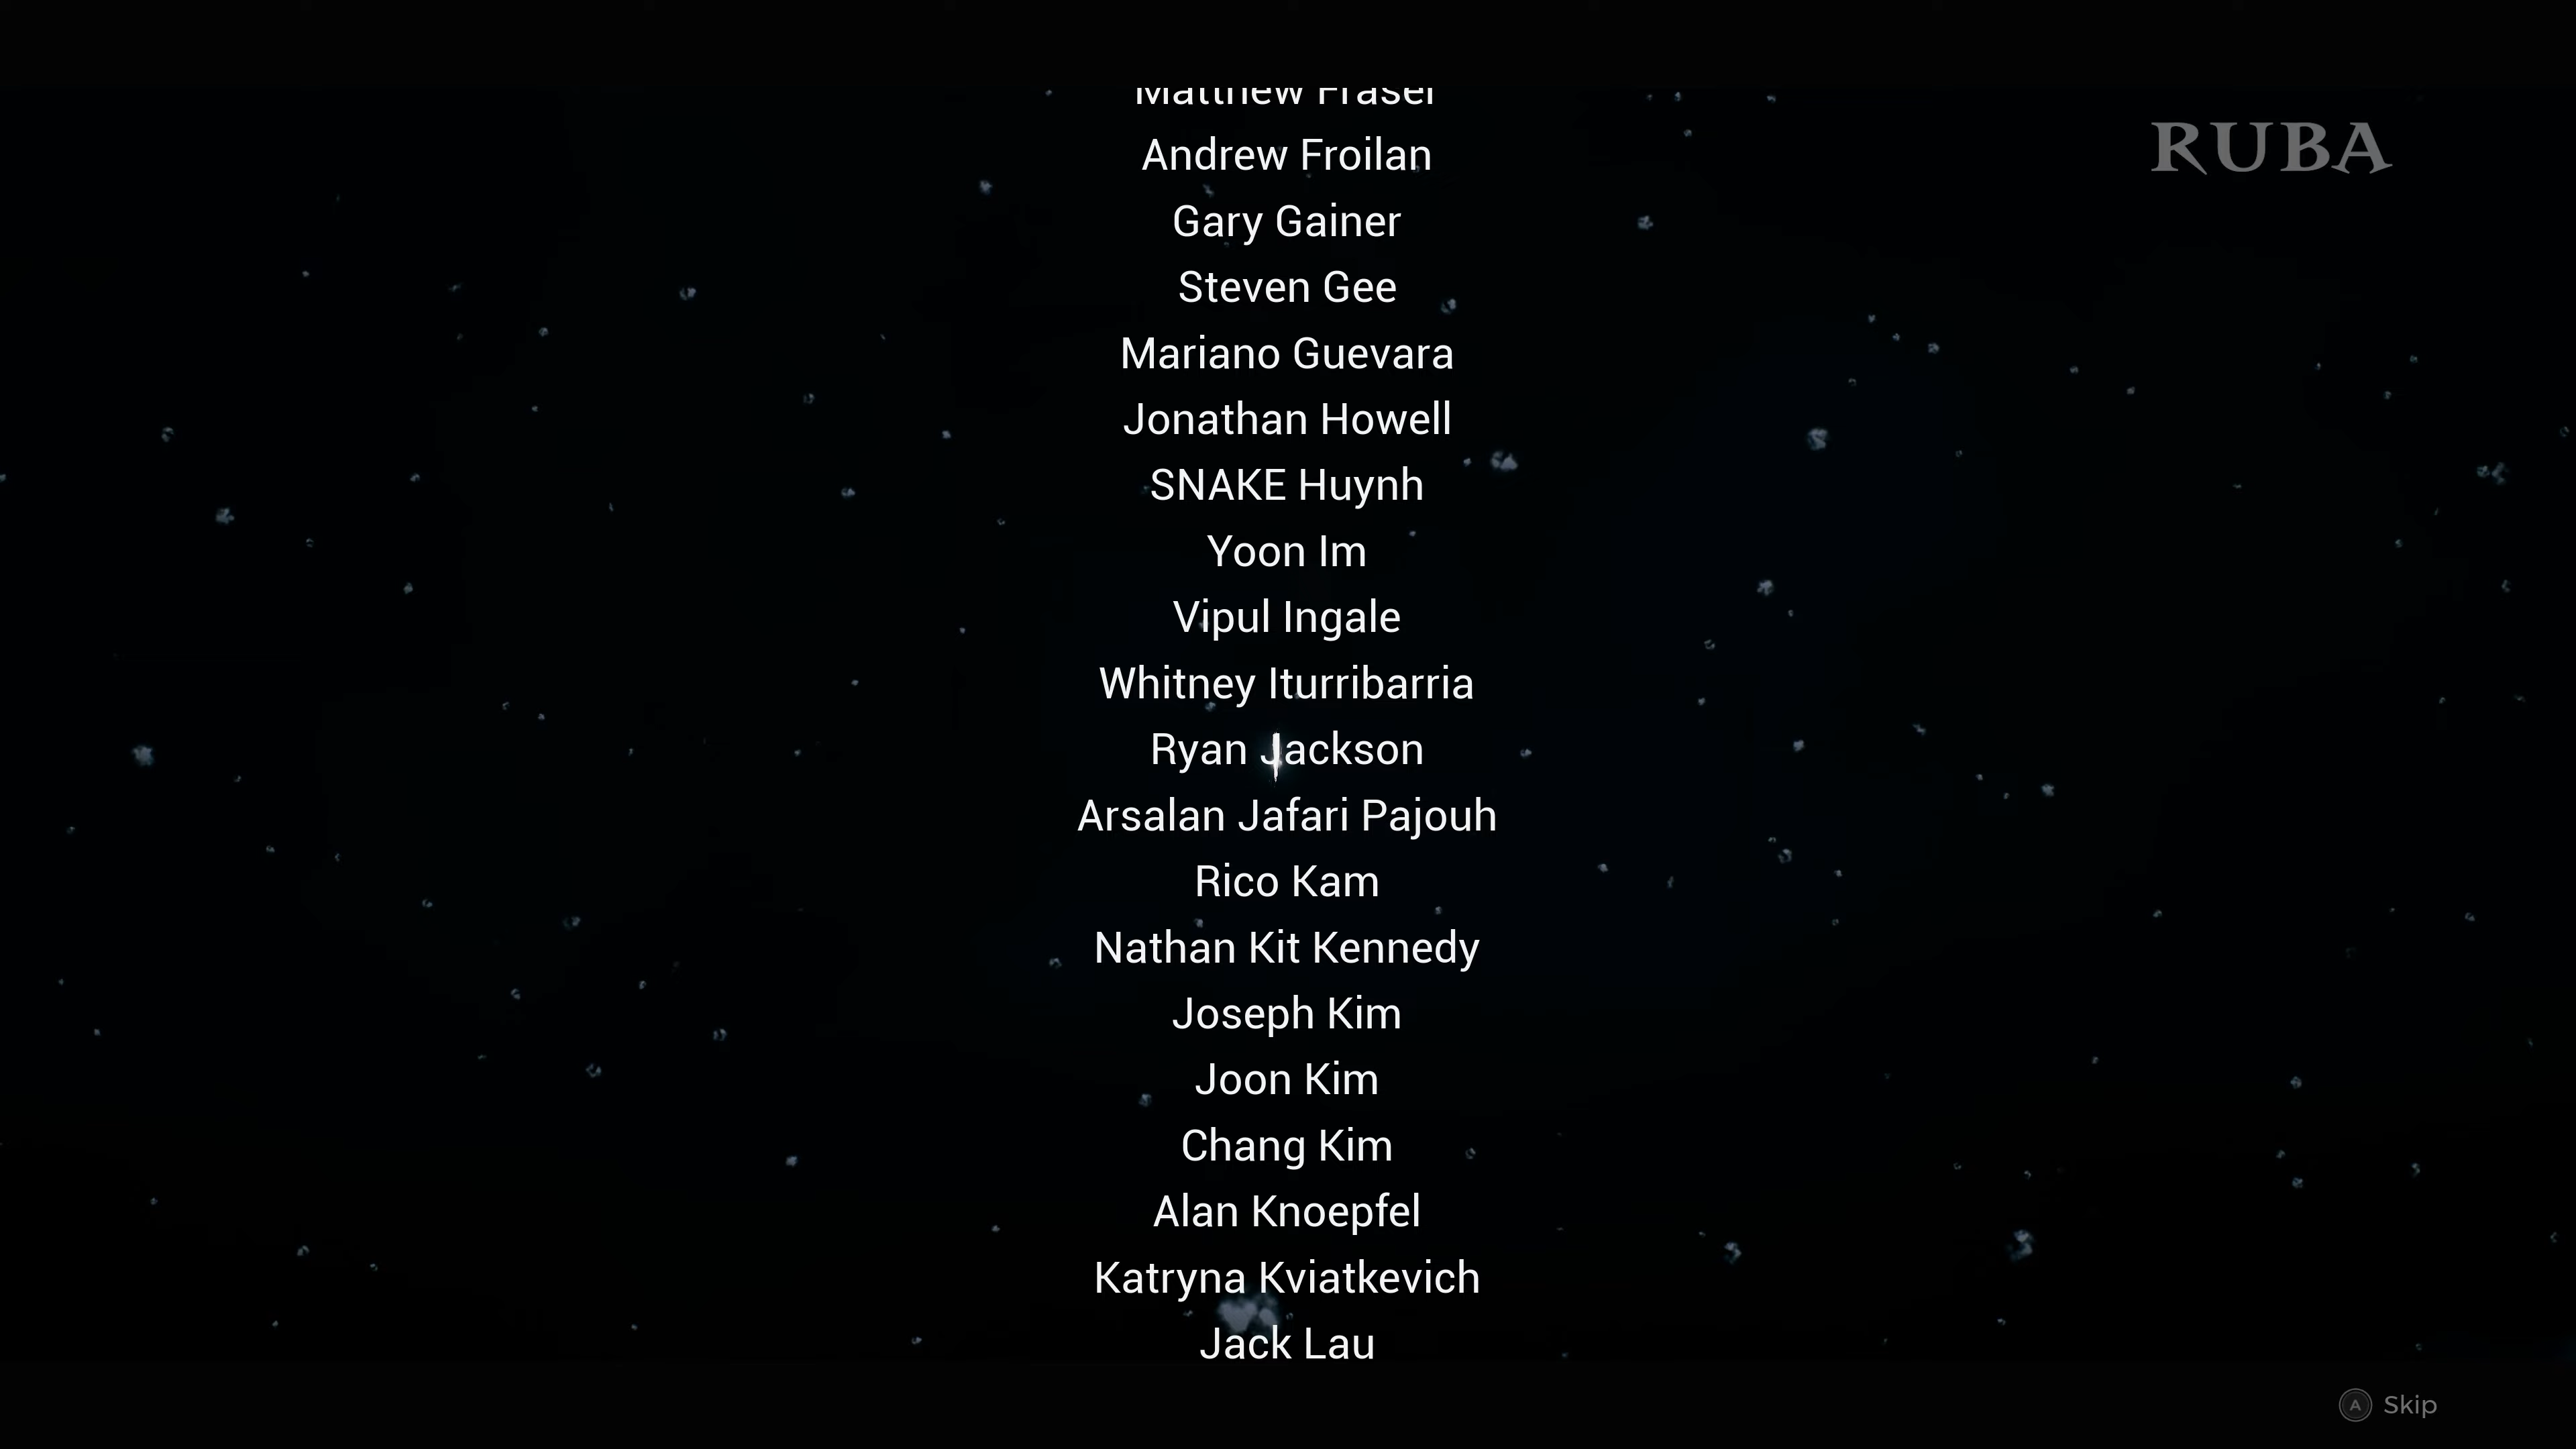 Matthew Fraser
Andrew Froilan
Gary Gainer
Steven Gee
Mariano Guevara
Jonathan Howell
SNAKE Huynh
Yoon Im
Vipul Ingale
Whitney Iturribarria
Ryan Jackson
Arsalan Jafari Pajouh
Rico Kam
Nathan Kit Kennedy
Joseph Kim
Joon Kim
Chang Kim
Alan Knoepfel
Katryna Kviatkevich
Jack Lau
RUBA
A Skip